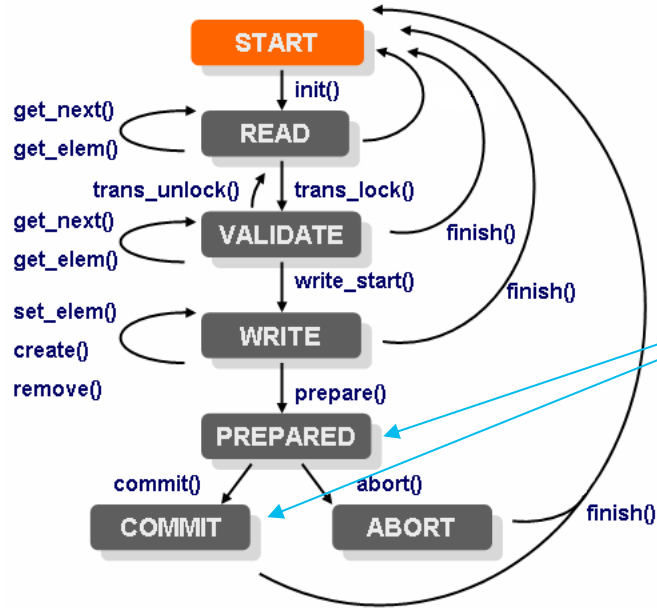 START
init()
get_next()
READ
get_elem()
trans_unlock()
trans_lock()
get_next()
VALIDATE
finish()
get_elem()
write_start()
finish()
set_elem()
WRITE
create()
remove()
prepare()
PREPARED
commit()
abort()
COMMIT
ABORT
finish()